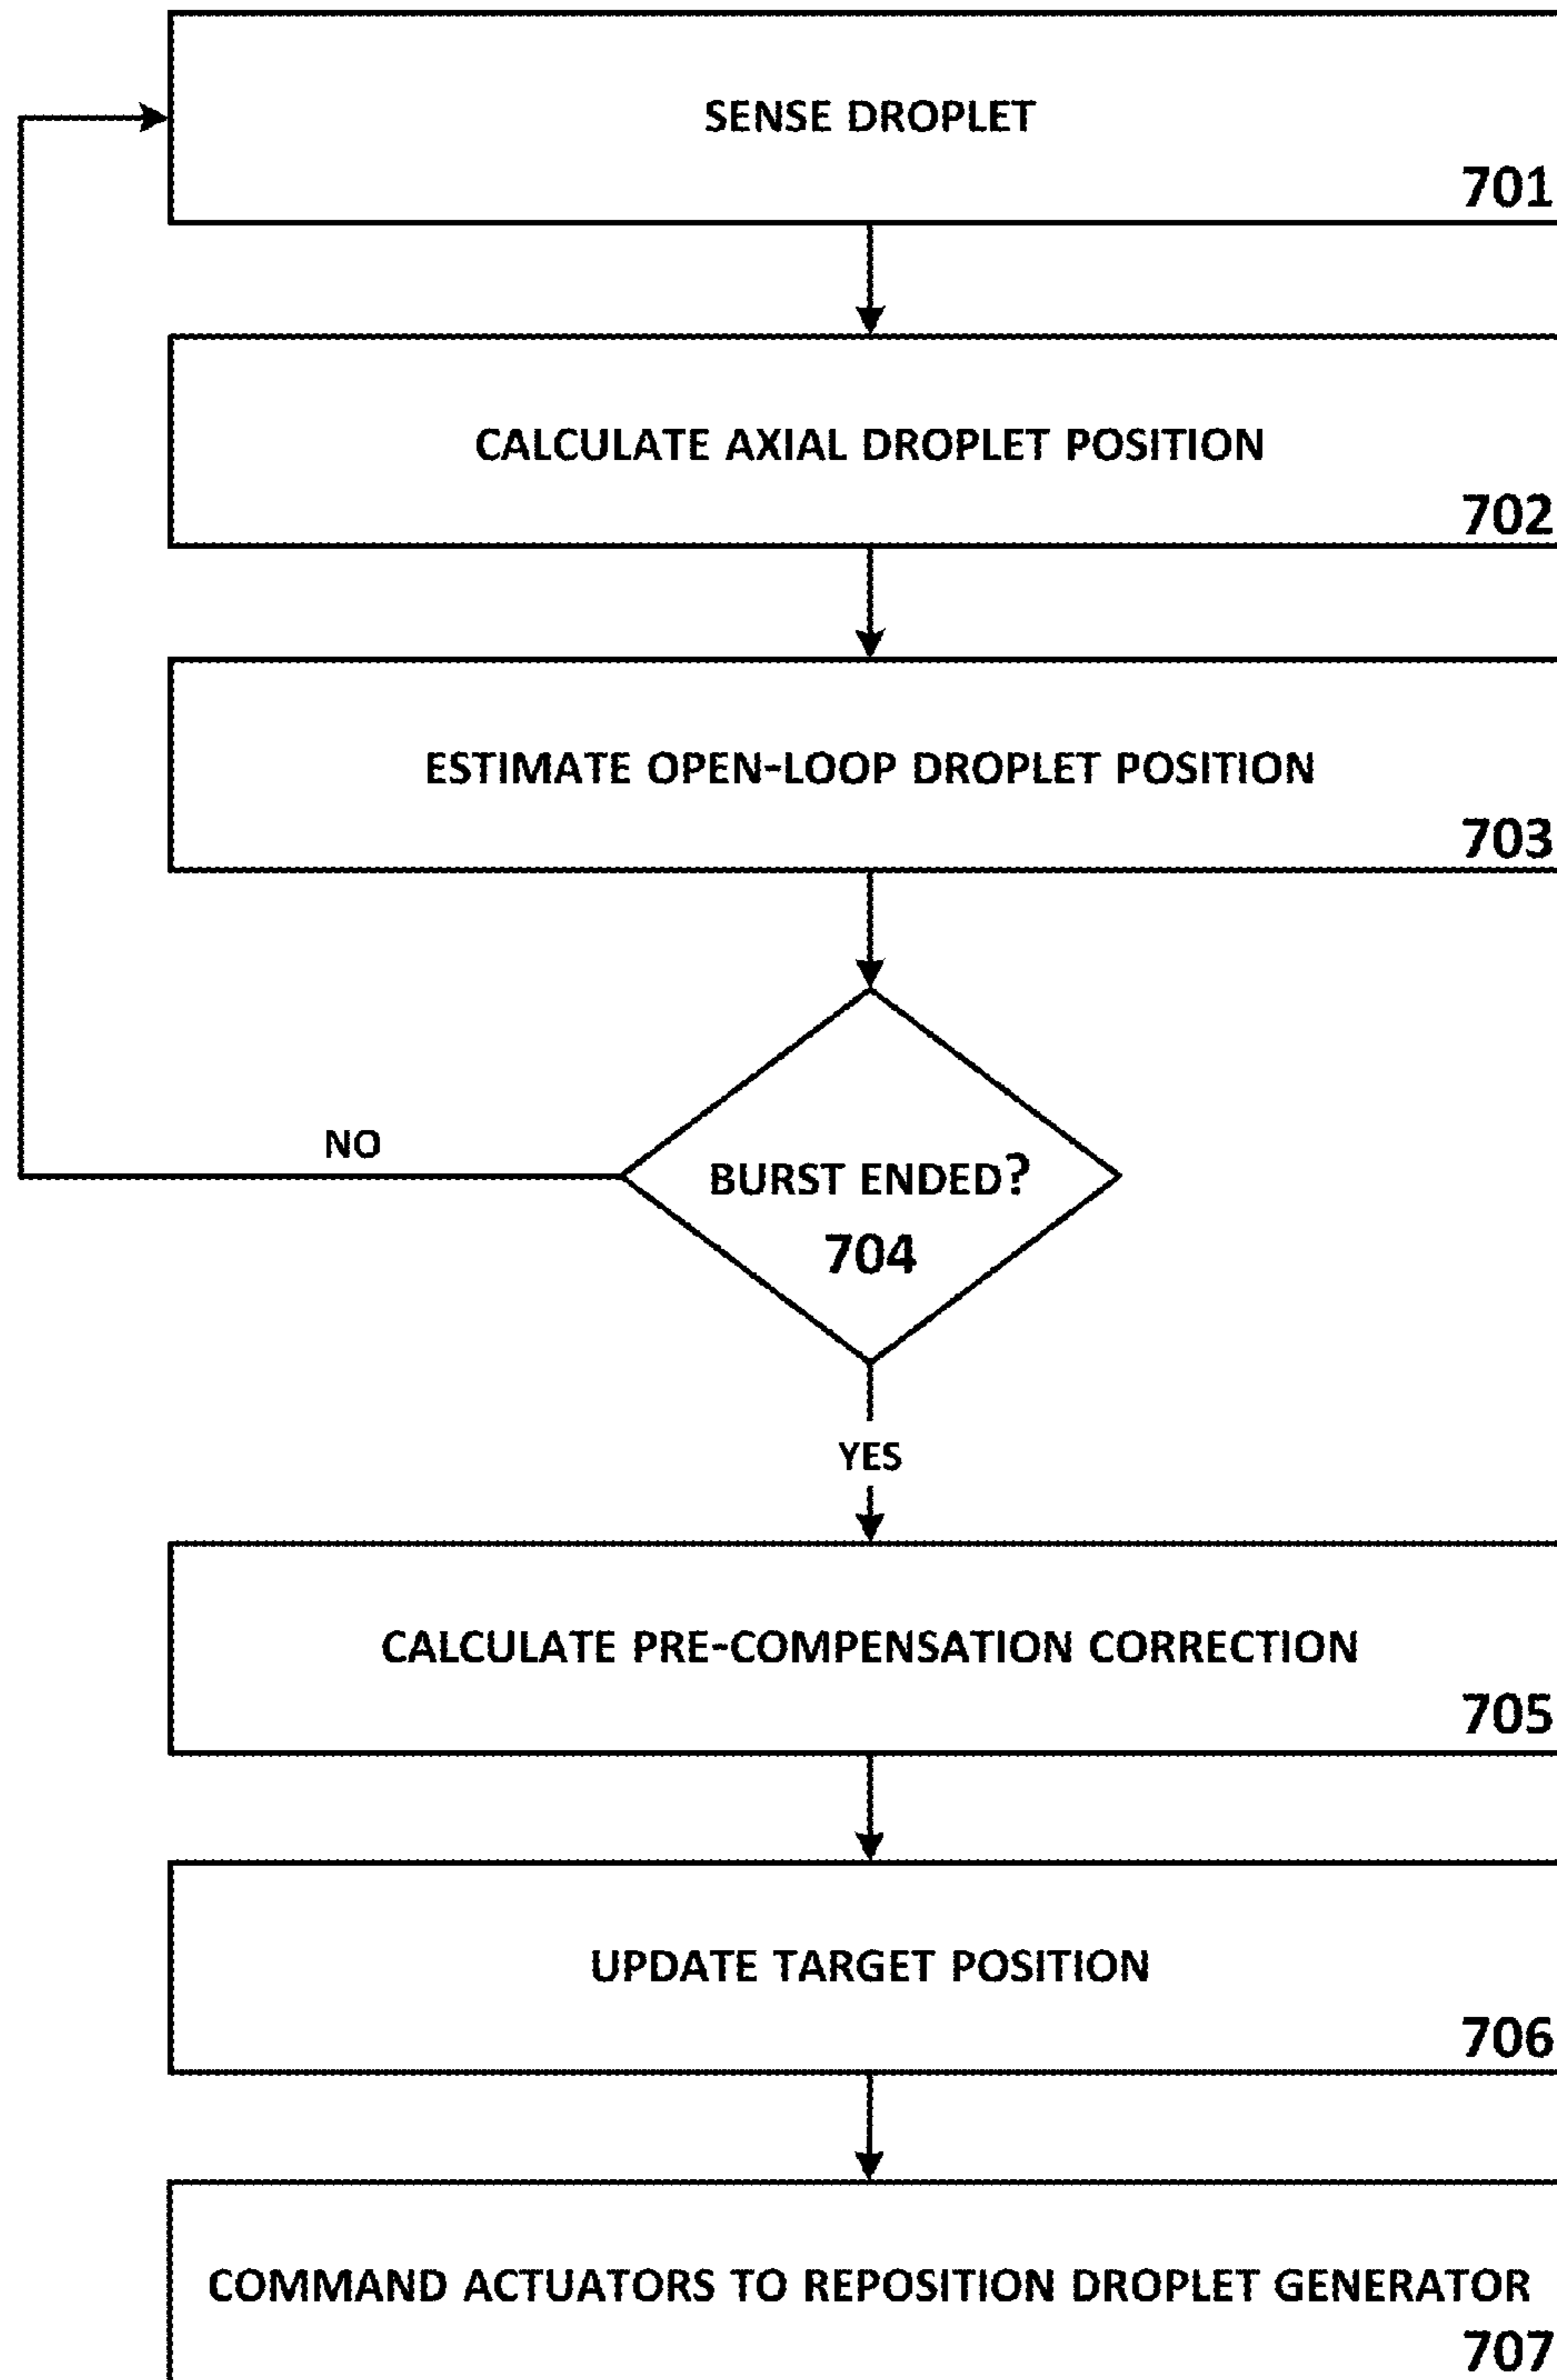 SENSE DROPLET
701
CALCULATE AXIAL DROPLET POSITION
702
ESTIMATE OPEN-LOOP DROPLET POSITION
703
NO
BURST ENDED?
704
YES
CALCULATE PRE-COMPENSATION CORRECTION
705
UPDATE TARGET POSITION
706
COMMAND ACTUATORS TO REPOSITION DROPLET GENERATOR
707